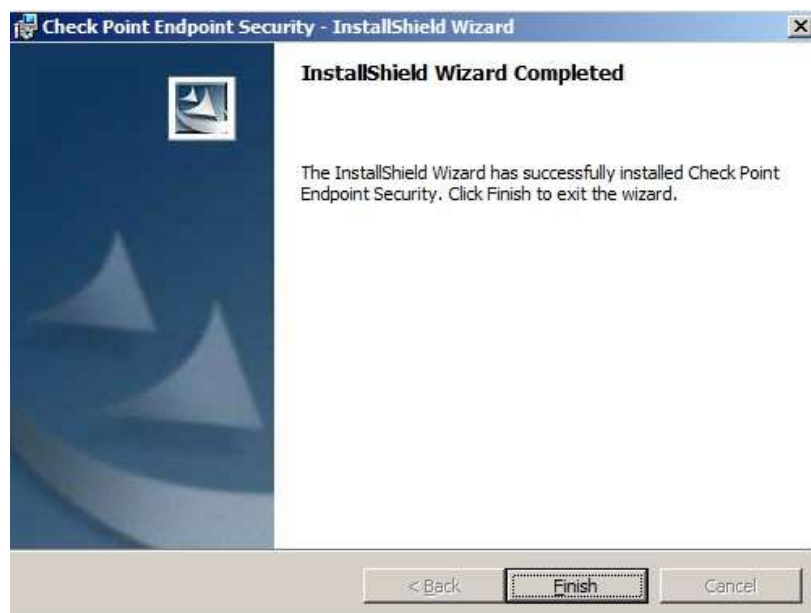 Check Point Endpoint Security - InstallShield Wizard
InstallShield Wizard Completed
The InstallShield Wizard has successfully installed Check Point
Endpoint Security. Click Finish to exit the wizard.
< Back Finish Cancel